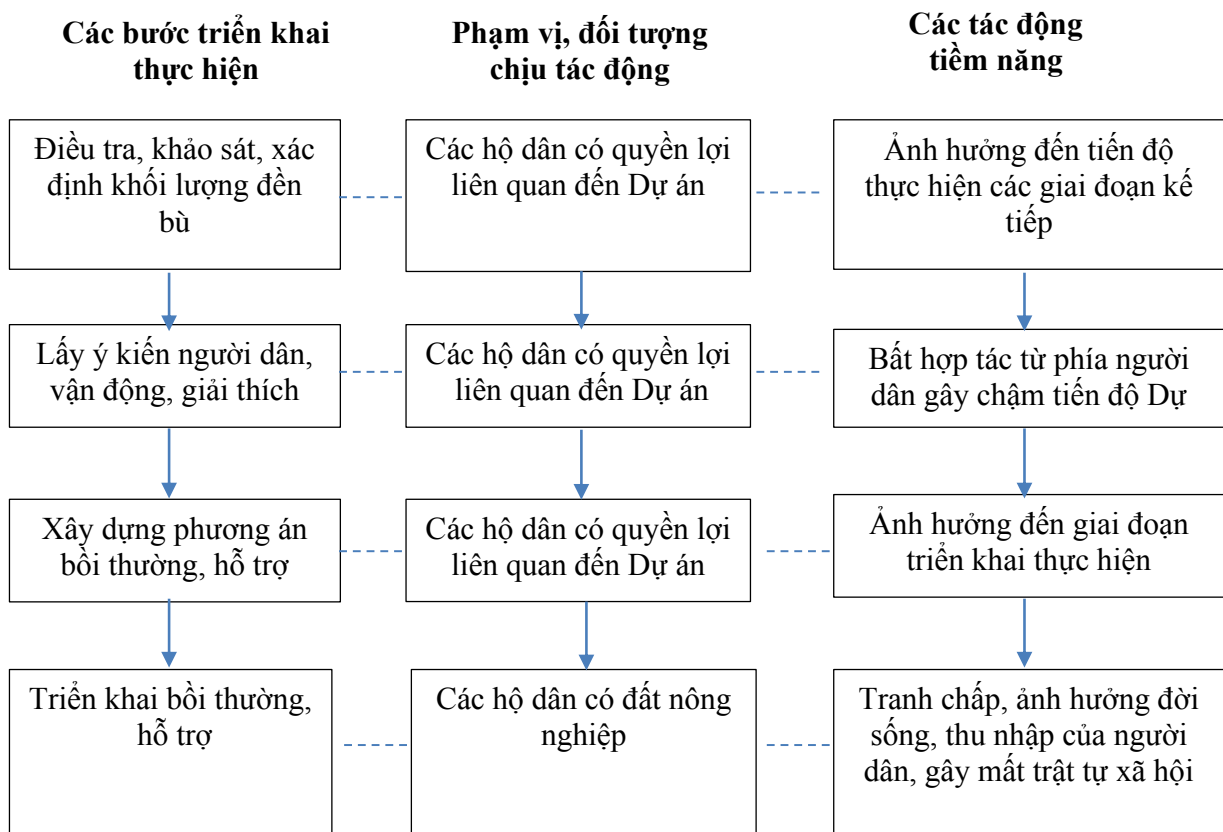 Các bước triển khai
thực hiện
Phạm vị, đối tượng
chịu tác động
Các tác động
tiềm năng
Điều tra, khảo sát, xác
định khối lượng đền
bù
Các hộ dân có quyền lợi
liên quan đến Dự án
Ảnh hưởng đến tiến độ
thực hiện các giai đoạn kế
tiếp
Lấy ý kiến người dân,
vận động, giải thích
Các hộ dân có quyền lợi
liên quan đến Dự án
Bất hợp tác từ phía người
dân gây chậm tiến độ Dự
Xây dựng phương án
bồi thường, hỗ trợ
Các hộ dân có quyền lợi
liên quan đến Dự án
Ảnh hưởng đến giai đoạn
triển khai thực hiện
Triển khai bồi thường,
hỗ trợ
Các hộ dân có đất nông
nghiệp
Tranh chấp, ảnh hưởng đời
sống, thu nhập của người
dân, gây mất trật tự xã hội